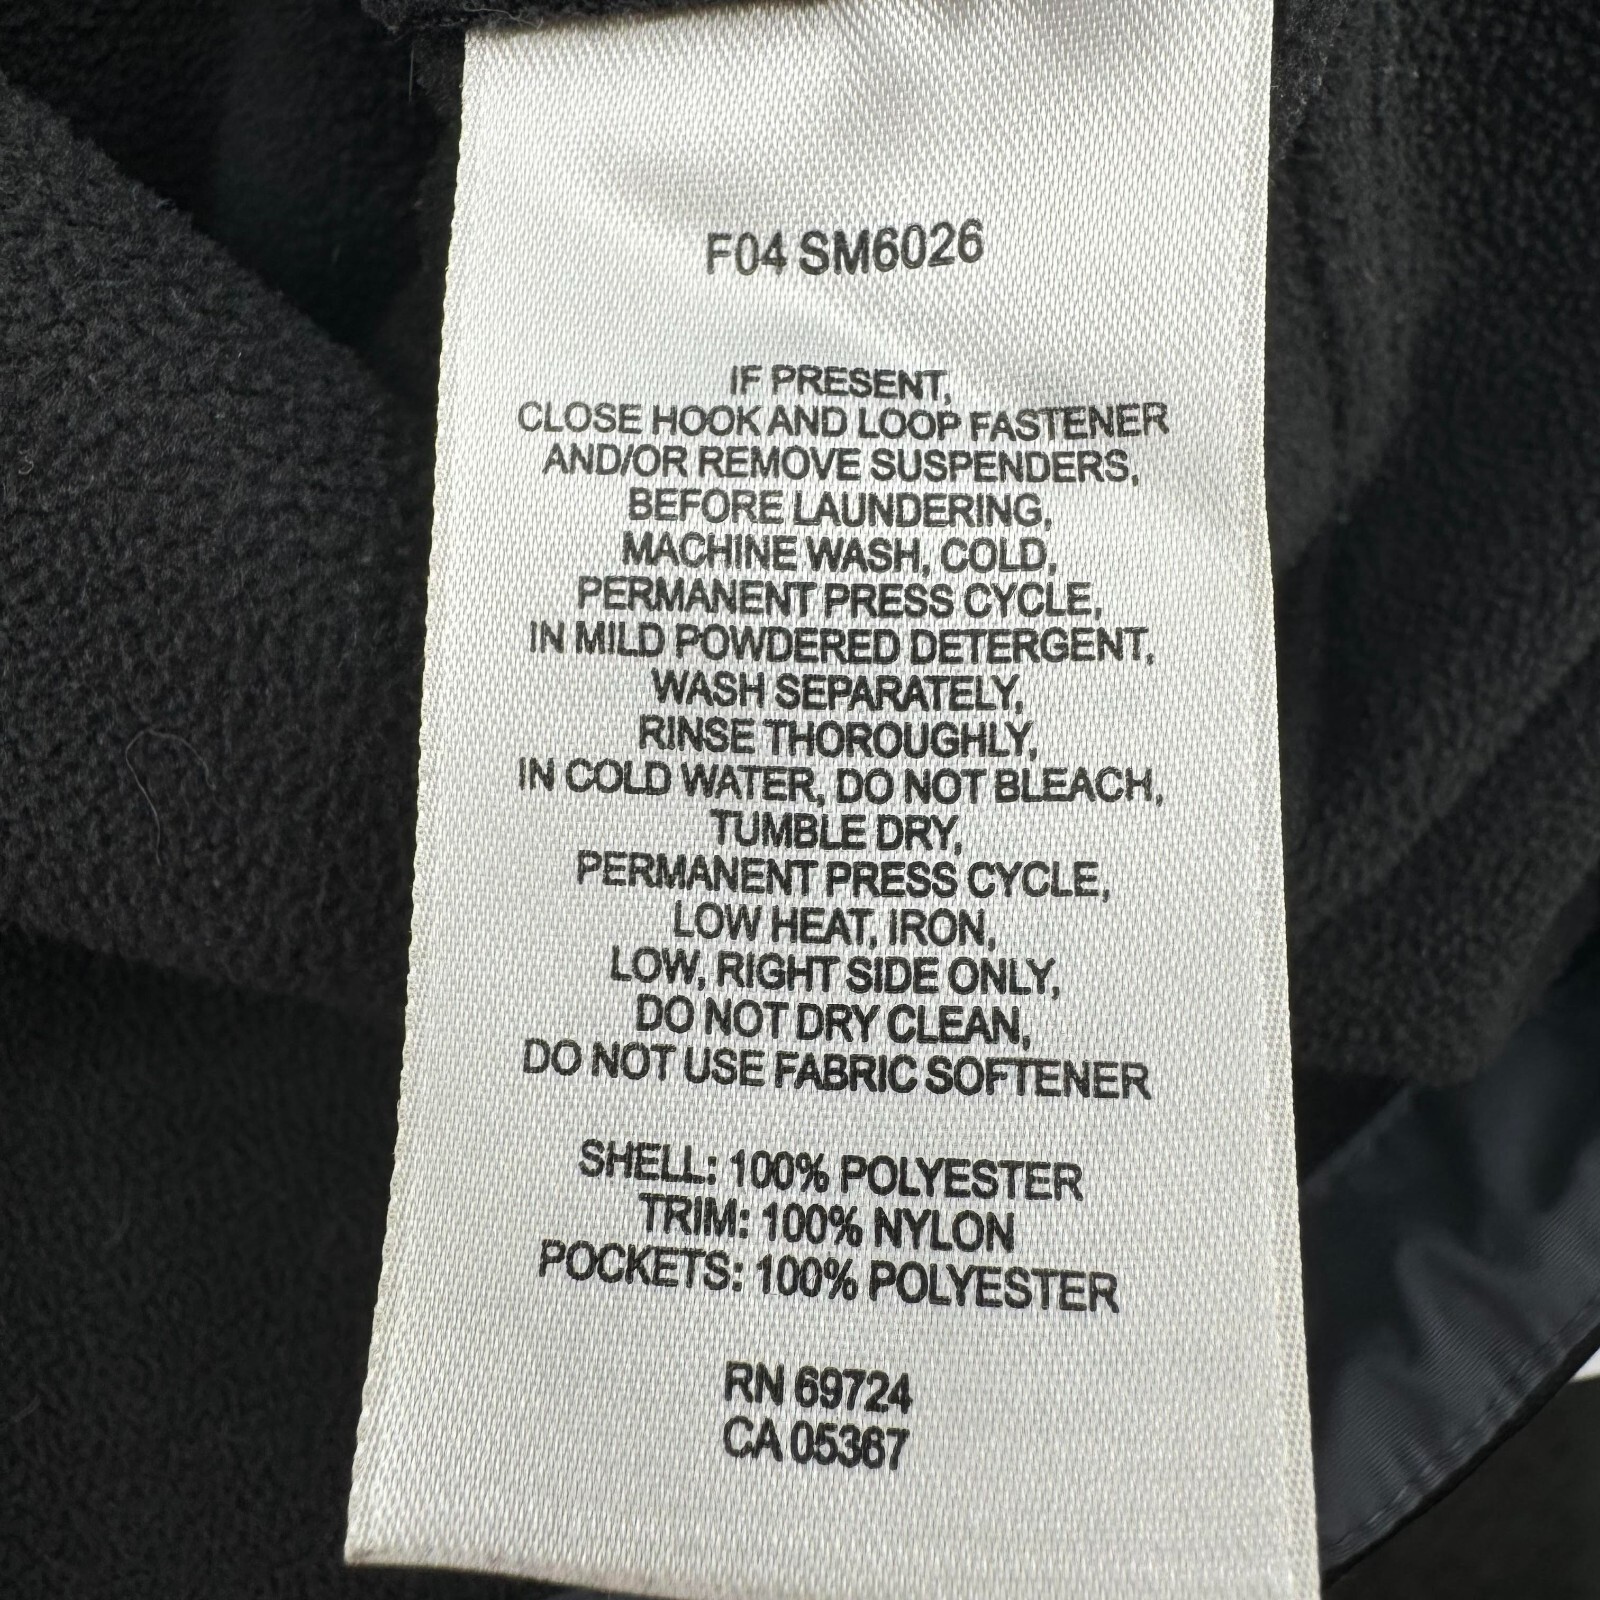 F04 SM6026
IF PRESENT,
CLOSE HOOK AND LOOP FASTENER
AND/OR REMOVE SUSPENDERS,
BEFORE LAUNDERING,
MACHINE WASH, COLD,
PERMANENT PRESS CYCLE,
IN MILD POWDERED DETERGENT,
WASH SEPARATELY,
RINSE THOROUGHLY,
IN COLD WATER, DO NOT BLEACH,
TUMBLE DRY,
PERMANENT PRESS CYCLE,
LOW HEAT, IRON,
LOW, RIGHT SIDE ONLY,
DO NOT DRY CLEAN,
DO NOT USE FABRIC SOFTENER
SHELL: 100% POLYESTER
TRIM: 100% NYLON
POCKETS: 100% POLYESTER
RN 69724
CA 05367